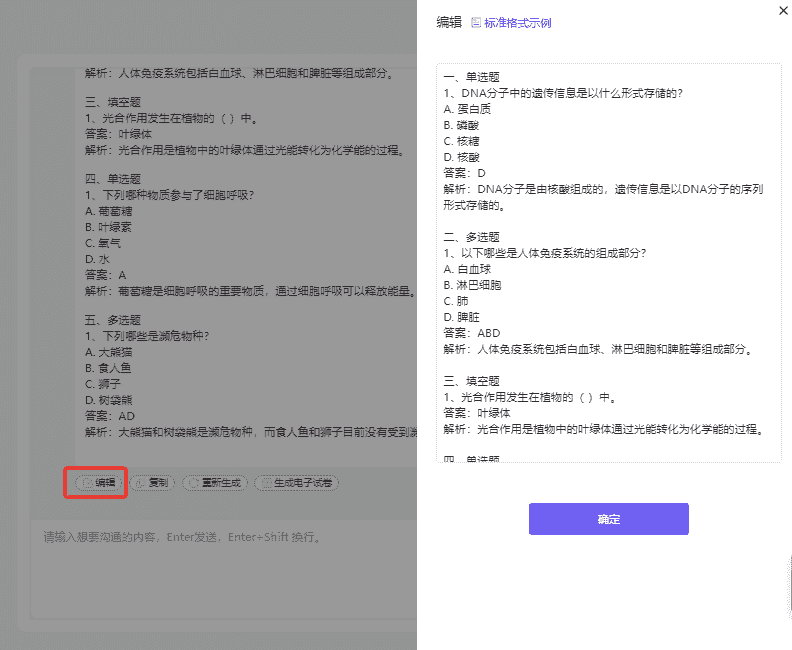 解析：人体免疫系统包括白血球、淋巴细胞和脾脏等组成部分。
三、填空题
1、光合作用发生在植物的（ ）中。
答案：叶绿体
解析：光合作用是植物中的叶绿体通过光能转化为化学能的过程。
四、单选题
1、下列哪种物质参与了细胞呼吸？
A. 葡萄糖
B. 叶绿素
C. 氧气
D. 水
答案：A
解析：葡萄糖是细胞呼吸的重要物质，通过细胞呼吸可以释放能量。
五、多选题
1、下列哪些是濒危物种？
A. 大熊猫
B. 食人鱼
C. 狮子
D. 树袋熊
答案：AD
解析：大熊猫和树袋熊是濒危物种，而食人鱼和狮子目前没有受到
编辑 复制 重新生成 生成电子试卷
请输入想要沟通的内容，Enter发送，Enter+Shift 换行。
编辑 标准格式示例
一、单选题
1、DNA分子中的遗传信息是以什么形式存储的？
A. 蛋白质
B. 磷酸
C. 核糖
D. 核酸
答案：D
解析：DNA分子是由核酸组成的，遗传信息是以DNA分子的序列
形式存储的。
二、多选题
1、以下哪些是人体免疫系统的组成部分？
A. 白血球
B. 淋巴细胞
C. 肺
D. 脾脏
答案：ABD
解析：人体免疫系统包括白血球、淋巴细胞和脾脏等组成部分。
三、填空题
1、光合作用发生在植物的（ ）中。
答案：叶绿体
解析：光合作用是植物中的叶绿体通过光能转化为化学能的过程。
四、单选题
确定